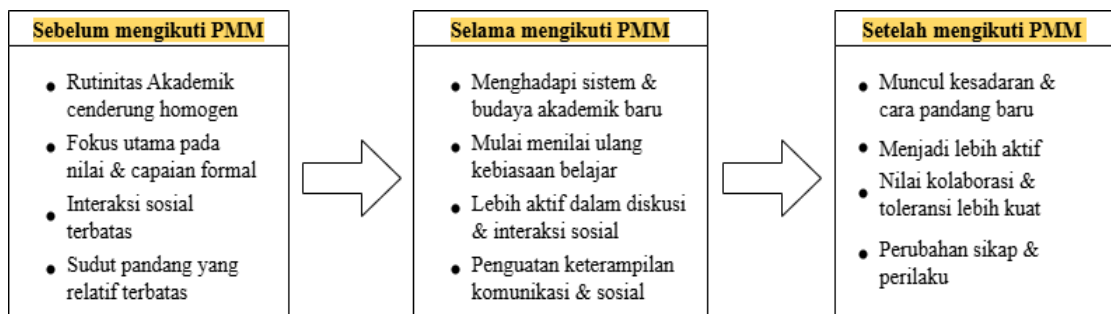 Sebelum mengikuti PMM
• Rutinitas Akademik
cenderung homogen
• Fokus utama pada
nilai & capaian formal
• Interaksi sosial
terbatas
• Sudut pandang yang
relatif terbatas
Selama mengikuti PMM
• Menghadapi sistem &
budaya akademik baru
• Mulai menilai ulang
kebiasaan belajar
• Lebih aktif dalam diskusi
& interaksi sosial
• Penguatan keterampilan
komunikasi & sosial
Setelah mengikuti PMM
• Muncul kesadaran &
cara pandang baru
• Menjadi lebih aktif
• Nilai kolaborasi &
toleransi lebih kuat
• Perubahan sikap &
perilaku